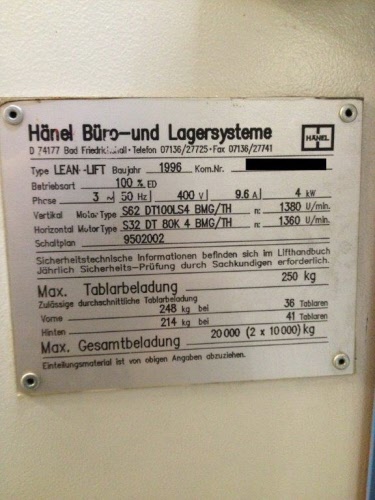 Hänel Büro-und Lagersysteme
HÄNEL
D 74177 Bad Friedrichshall • Telefon 07136/27725 • Fax 07136/27741
Type LEAN-LIFT Baujahr 1996 Kom.Nr.
Betriebsart 100 % ED
Phase 3 ~ 50 Hz 400 V 9.6 A 4 kW
Vertikal Motor Type S62 DT100LS4 BMG/TH n: 1380 U/min.
Horizontal Motor Type S32 DT 80K 4 BMG/TH n: 1360 U/min.
Schaltplan 9502002
Sicherheitstechnische Informationen befinden sich im Lifthandbuch
Jährlich Sicherheits-Prüfung durch Sachkundigen erforderlich.
Max. Tablarbeladung 250 kg
Zulässige durchschnittliche Tablarbeladung
Vorne 248 kg bei 36 Tablaren
Hinten 214 kg bei 41 Tablaren
Max. Gesamtbeladung 20000 (2 x 10000) kg
Einteilungsmaterial ist von obigen Angaben abzuziehen.